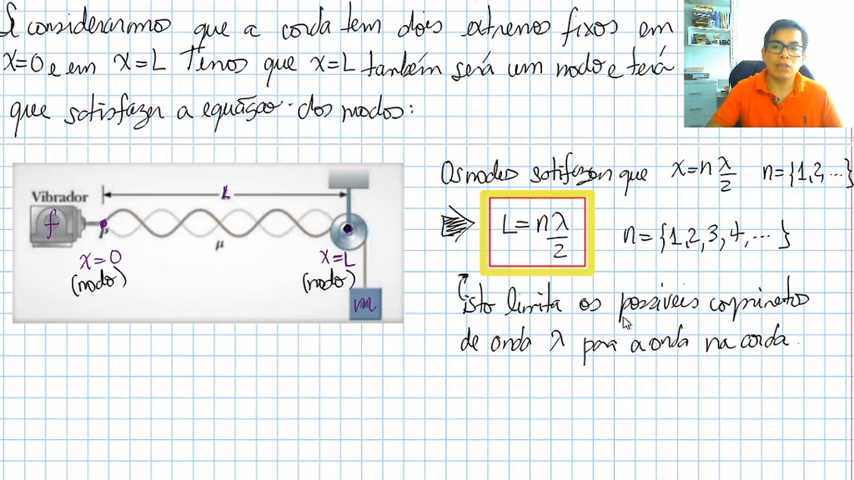 Se considerarmos que a corda tem dois extremos fixos em
x=0 e em x=L Temos que x=L também será um nodo e terá
que satisfazer a equação dos nodos:
Os nodos satisfazem que x=nλ/2 n={1,2,...}
L=nλ/2 n={1,2,3,4,...}
isto limita os possíveis comprimentos
de onda λ para a onda na corda.
L
Vibrador
f
P
μ
x=0
(nodo)
x=L
(nodo)
m